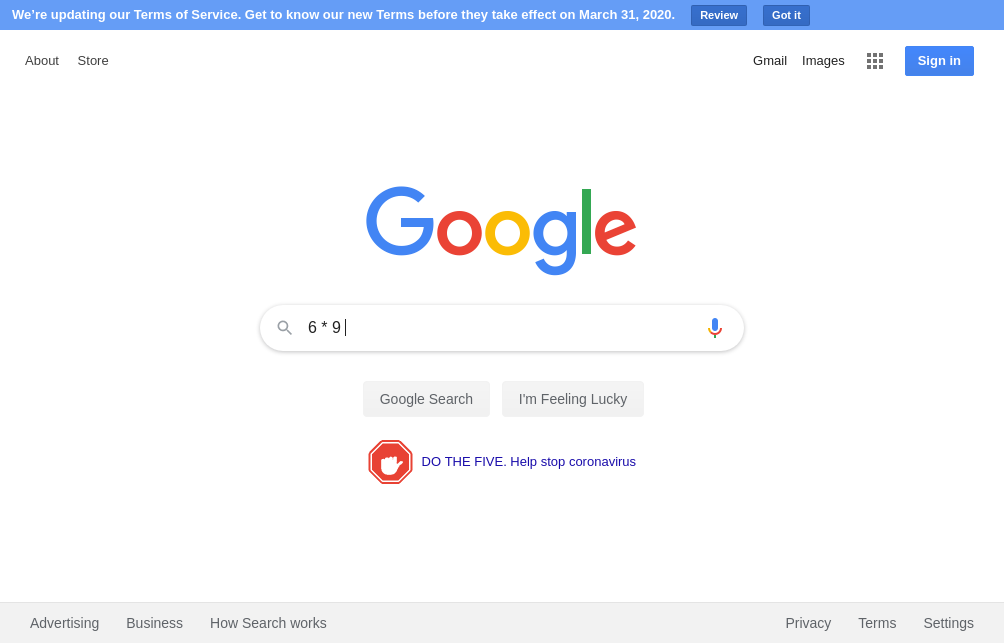 We're updating our Terms of Service. Get to know our new Terms before they take effect on March 31, 2020. Review Got it
About Store Gmail Images Sign in
Google
6 * 9
Google Search I'm Feeling Lucky
DO THE FIVE. Help stop coronavirus
Advertising Business How Search works Privacy Terms Settings